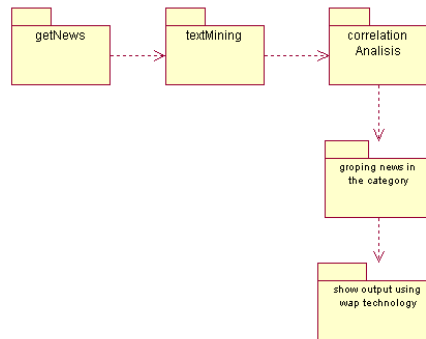 getNews
textMining
correlation
Analisis
groping news in
the category
show output using
wap technology